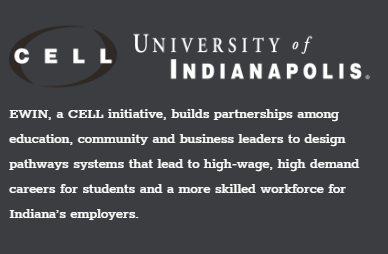 CELL UNIVERSITY of
INDIANAPOLIS®
EWIN, a CELL initiative, builds partnerships among
education, community and business leaders to design
pathways systems that lead to high-wage, high demand
careers for students and a more skilled workforce for
Indiana's employers.